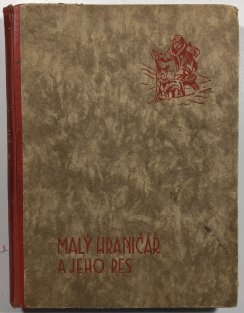 MALÝ HRANIČÁŘ
A JEHO PES